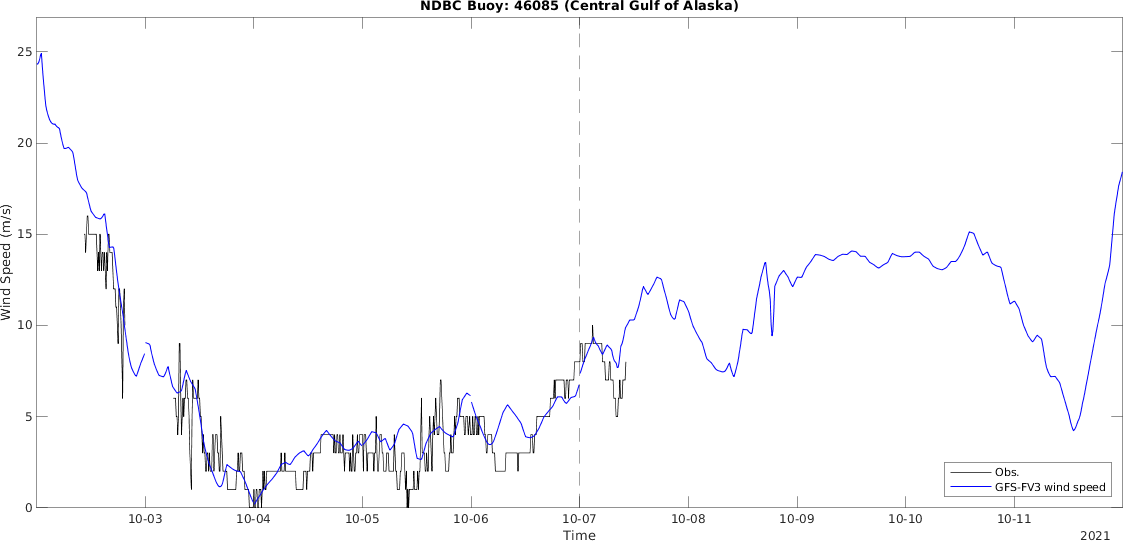 NDBC Buoy: 46085 (Central Gulf of Alaska)
Wind Speed (m/s)
25
20
15
10
5
0
10-03 10-04 10-05 10-06 10-07 10-08 10-09 10-10 10-11
Time
2021
Obs.
GFS-FV3 wind speed